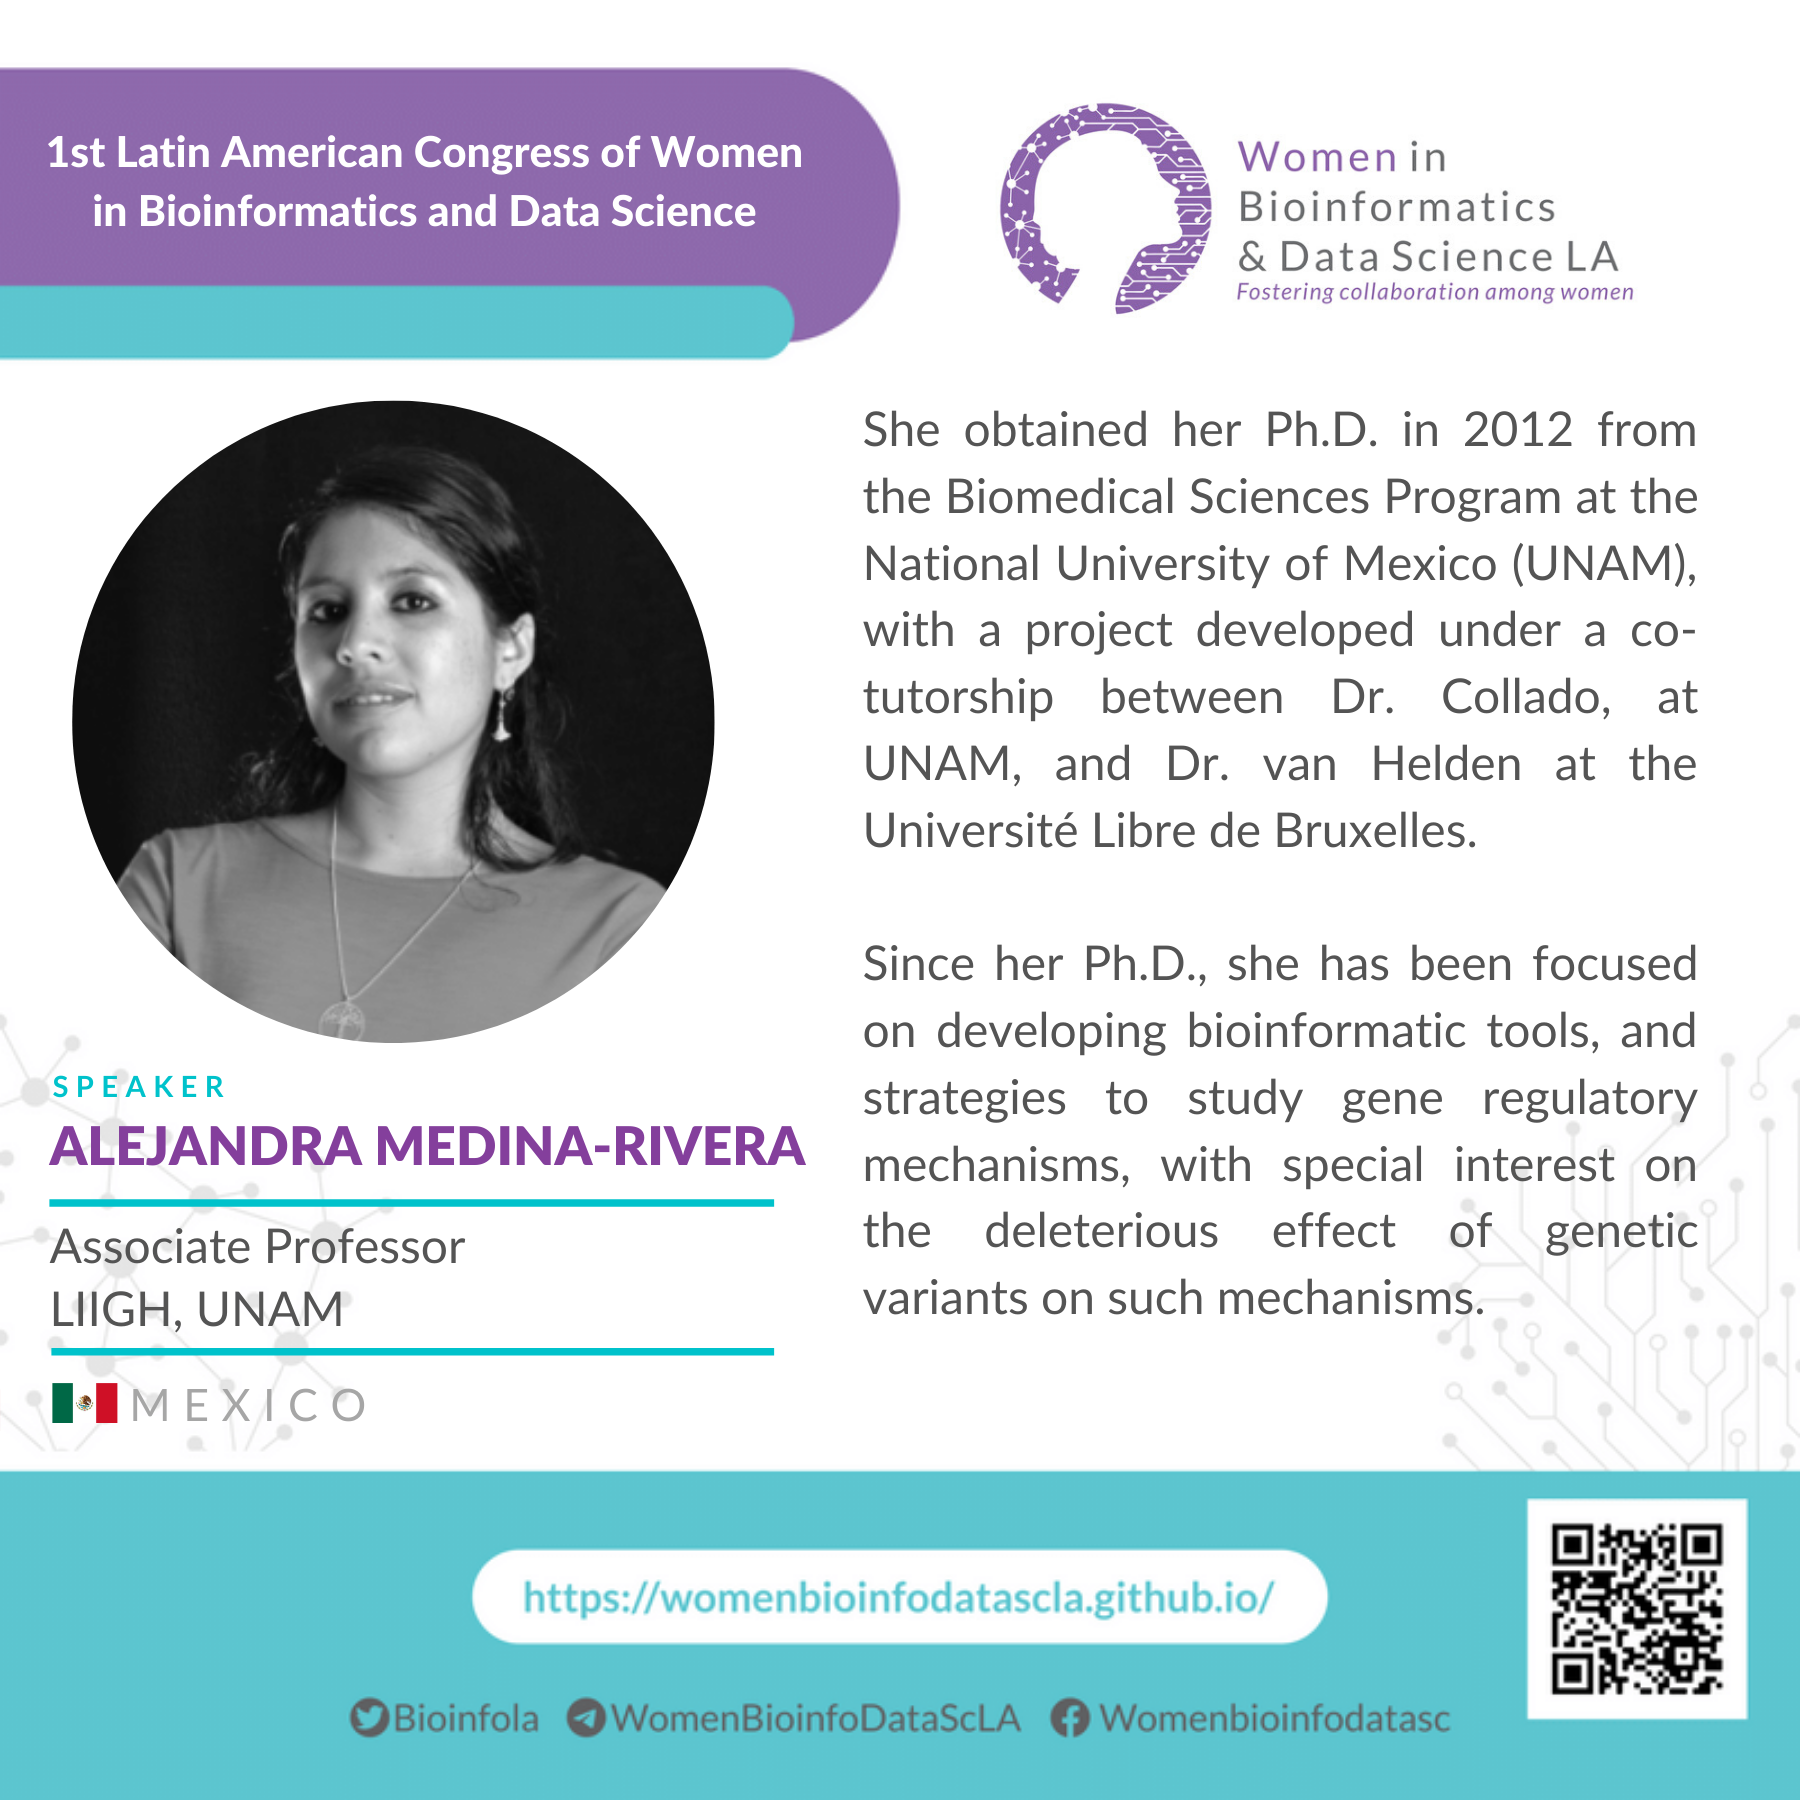 1st Latin American Congress of Women
in Bioinformatics and Data Science
Women in
Bioinformatics
& Data Science LA
Fostering collaboration among women
SPEAKER
ALEJANDRA MEDINA-RIVERA
Associate Professor
LIIGH, UNAM
MEXICO
She obtained her Ph.D. in 2012 from
the Biomedical Sciences Program at the
National University of Mexico (UNAM),
with a project developed under a co-
tutorship between Dr. Collado, at
UNAM, and Dr. van Helden at the
Université Libre de Bruxelles.
Since her Ph.D., she has been focused
on developing bioinformatic tools, and
strategies to study gene regulatory
mechanisms, with special interest on
the deleterious effect of genetic
variants on such mechanisms.
https://womenbioinfodatascla.github.io/
Bioinfola WomenBioinfoDataScLA Womenbioinfodatasc